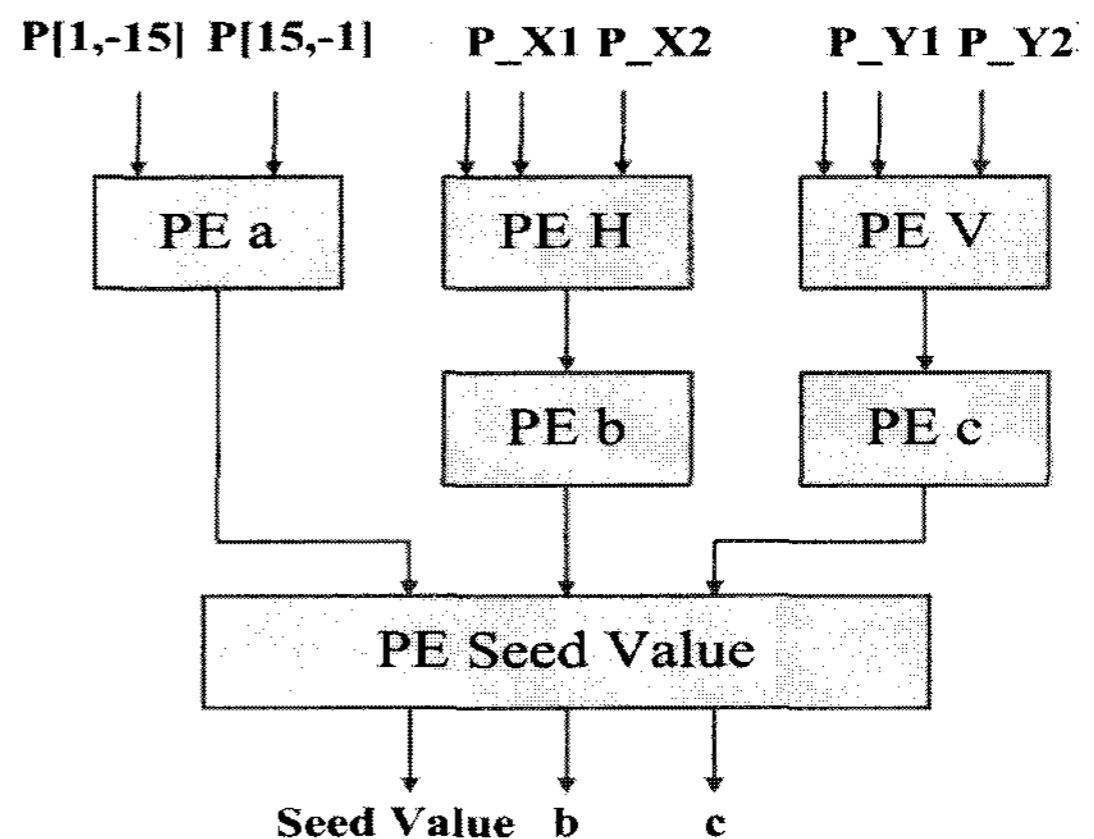 P[1,-15] P[15,-1] P_X1 P_X2 P_Y1 P_Y2
PE a PE H PE V
PE b PE c
PE Seed Value
Seed Value b c